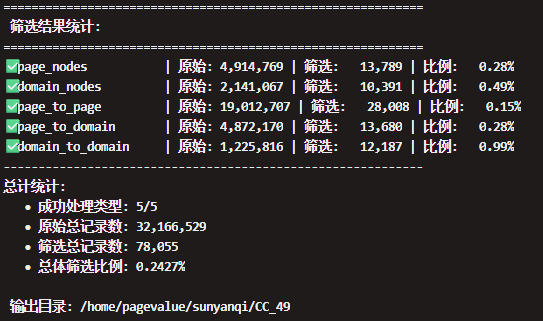 ============================================================
筛选结果统计:
============================================================
✅page_nodes | 原始: 4,914,769 | 筛选: 13,789 | 比例: 0.28%
✅domain_nodes | 原始: 2,141,067 | 筛选: 10,391 | 比例: 0.49%
✅page_to_page | 原始: 19,012,707 | 筛选: 28,008 | 比例: 0.15%
✅page_to_domain | 原始: 4,872,170 | 筛选: 13,680 | 比例: 0.28%
✅domain_to_domain | 原始: 1,225,816 | 筛选: 12,187 | 比例: 0.99%
------------------------------------------------------------
总计统计:
• 成功处理类型: 5/5
• 原始总记录数: 32,166,529
• 筛选总记录数: 78,055
• 总体筛选比例: 0.2427%
输出目录: /home/pagevalue/sunyanqi/CC_49